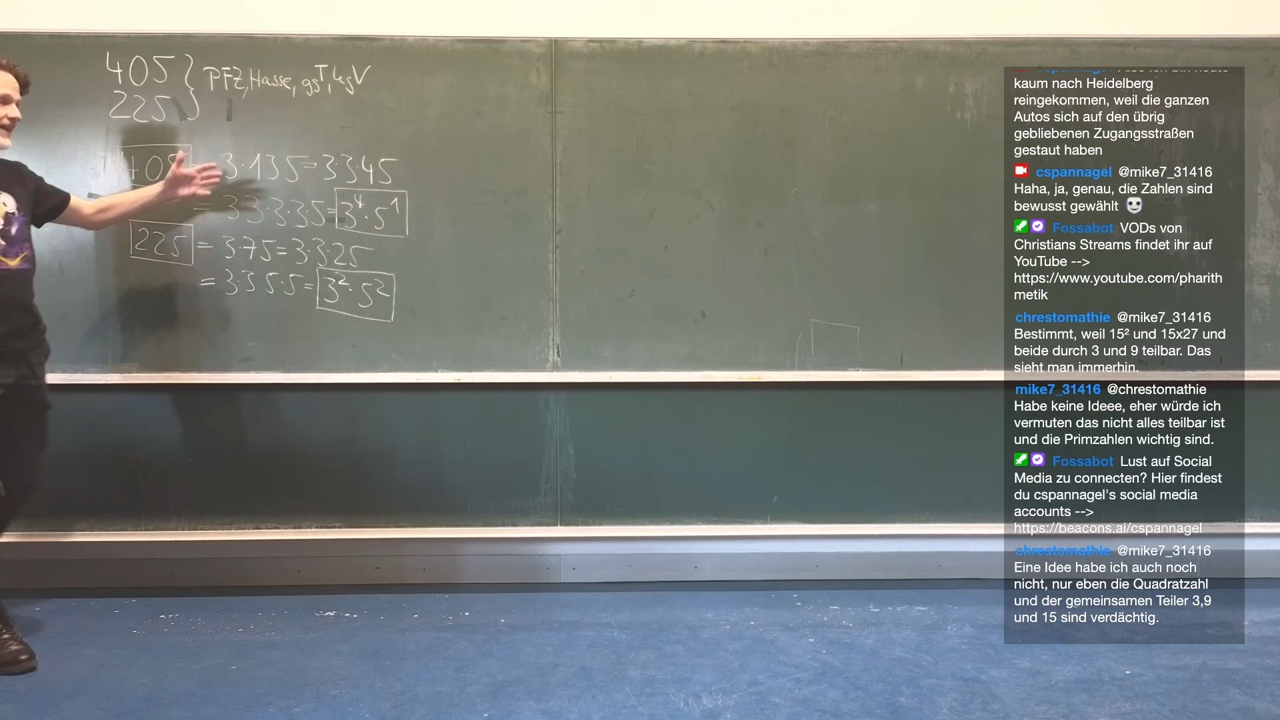 405
225 } PFZ, Hasse, ggT, kgV
405 = 3·135 = 3·3·45
= 3·3·3·3·5 = 3⁴·5¹
225 = 3·75 = 3·3·25
= 3·3·5·5 = 3²·5²
kaum nach Heidelberg
reingekommen, weil die ganzen
Autos sich auf den übrig
gebliebenen Zugangsstraßen
gestaut haben
cspannagel @mike7_31416
Haha, ja, genau, die Zahlen sind
bewusst gewählt
Fossabot VODs von
Christians Streams findet ihr auf
YouTube -->
https://www.youtube.com/pharith
metik
chrestomathie @mike7_31416
Bestimmt, weil 15² und 15x27 und
beide durch 3 und 9 teilbar. Das
sieht man immerhin.
mike7_31416 @chrestomathie
Habe keine Ideee, eher würde ich
vermuten das nicht alles teilbar ist
und die Primzahlen wichtig sind.
Fossabot Lust auf Social
Media zu connecten? Hier findest
du cspannagel's social media
accounts -->
https://beacons.ai/cspannagel
chrestomathie @mike7_31416
Eine Idee habe ich auch noch
nicht, nur eben die Quadratzahl
und der gemeinsamen Teiler 3,9
und 15 sind verdächtig.